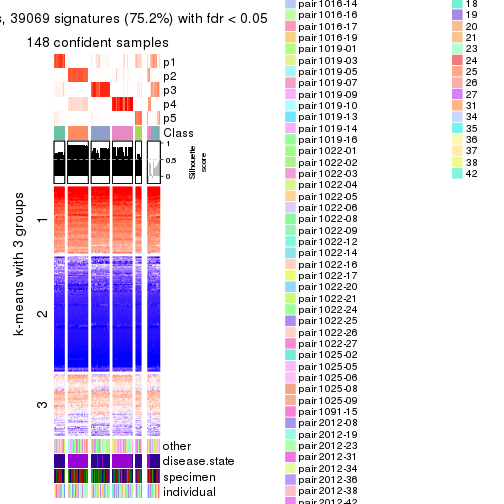 s, 39069 signatures (75.2%) with fdr < 0.05
148 confident samples
p1
p2
p3
p4
p5
Class
1
0.5
0
Silhouette
score
k-means with 3 groups
1
2
3
other
disease.state
specimen
individual
pair1016-14
pair1016-16
pair1016-17
pair1016-19
pair1019-01
pair1019-03
pair1019-05
pair1019-07
pair1019-09
pair1019-10
pair1019-13
pair1019-14
pair1019-16
pair1022-01
pair1022-02
pair1022-03
pair1022-04
pair1022-05
pair1022-06
pair1022-08
pair1022-09
pair1022-12
pair1022-14
pair1022-16
pair1022-17
pair1022-20
pair1022-21
pair1022-24
pair1022-25
pair1022-26
pair1022-27
pair1025-02
pair1025-05
pair1025-06
pair1025-08
pair1025-09
pair1091-15
pair2012-08
pair2012-19
pair2012-23
pair2012-31
pair2012-34
pair2012-36
pair2012-38
pair2012-42
18
19
20
21
23
24
25
26
27
31
34
35
36
37
38
42